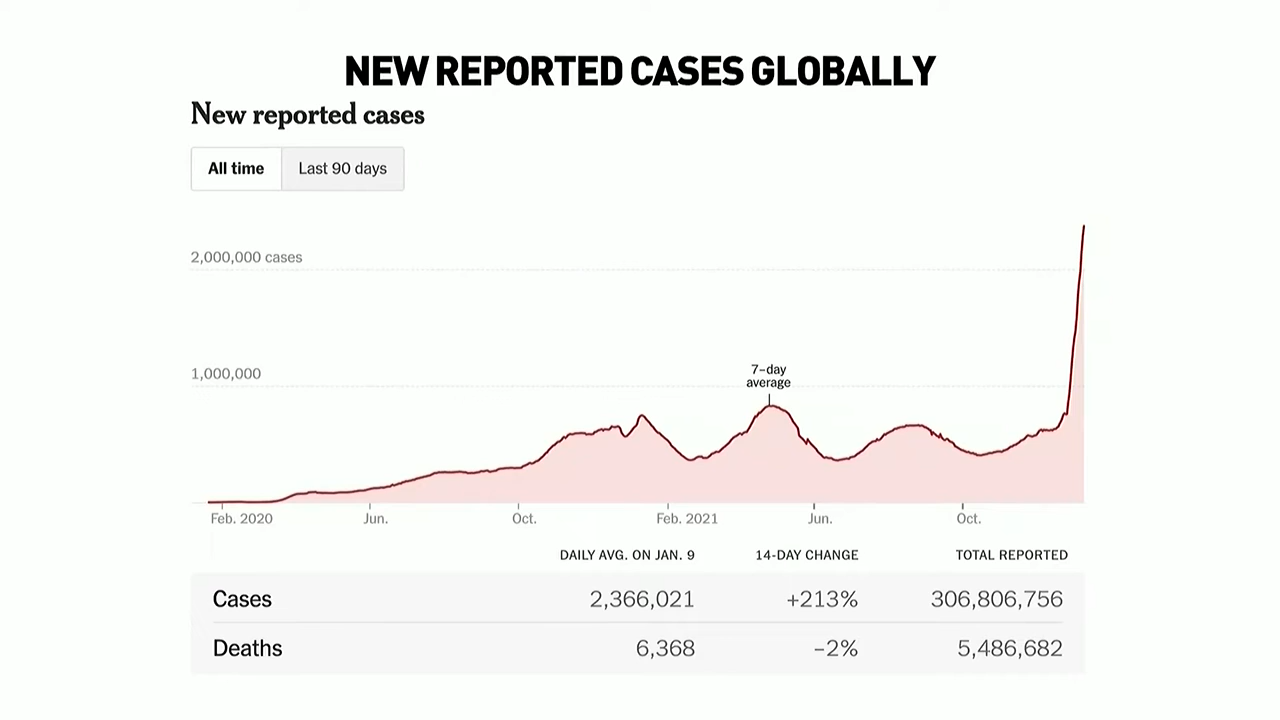 NEW REPORTED CASES GLOBALLY
New reported cases
All time Last 90 days
2,000,000 cases
1,000,000
7-day
average
Feb. 2020 Jun. Oct. Feb. 2021 Jun. Oct.
DAILY AVG. ON JAN. 9 14-DAY CHANGE TOTAL REPORTED
Cases 2,366,021 +213% 306,806,756
Deaths 6,368 –2% 5,486,682